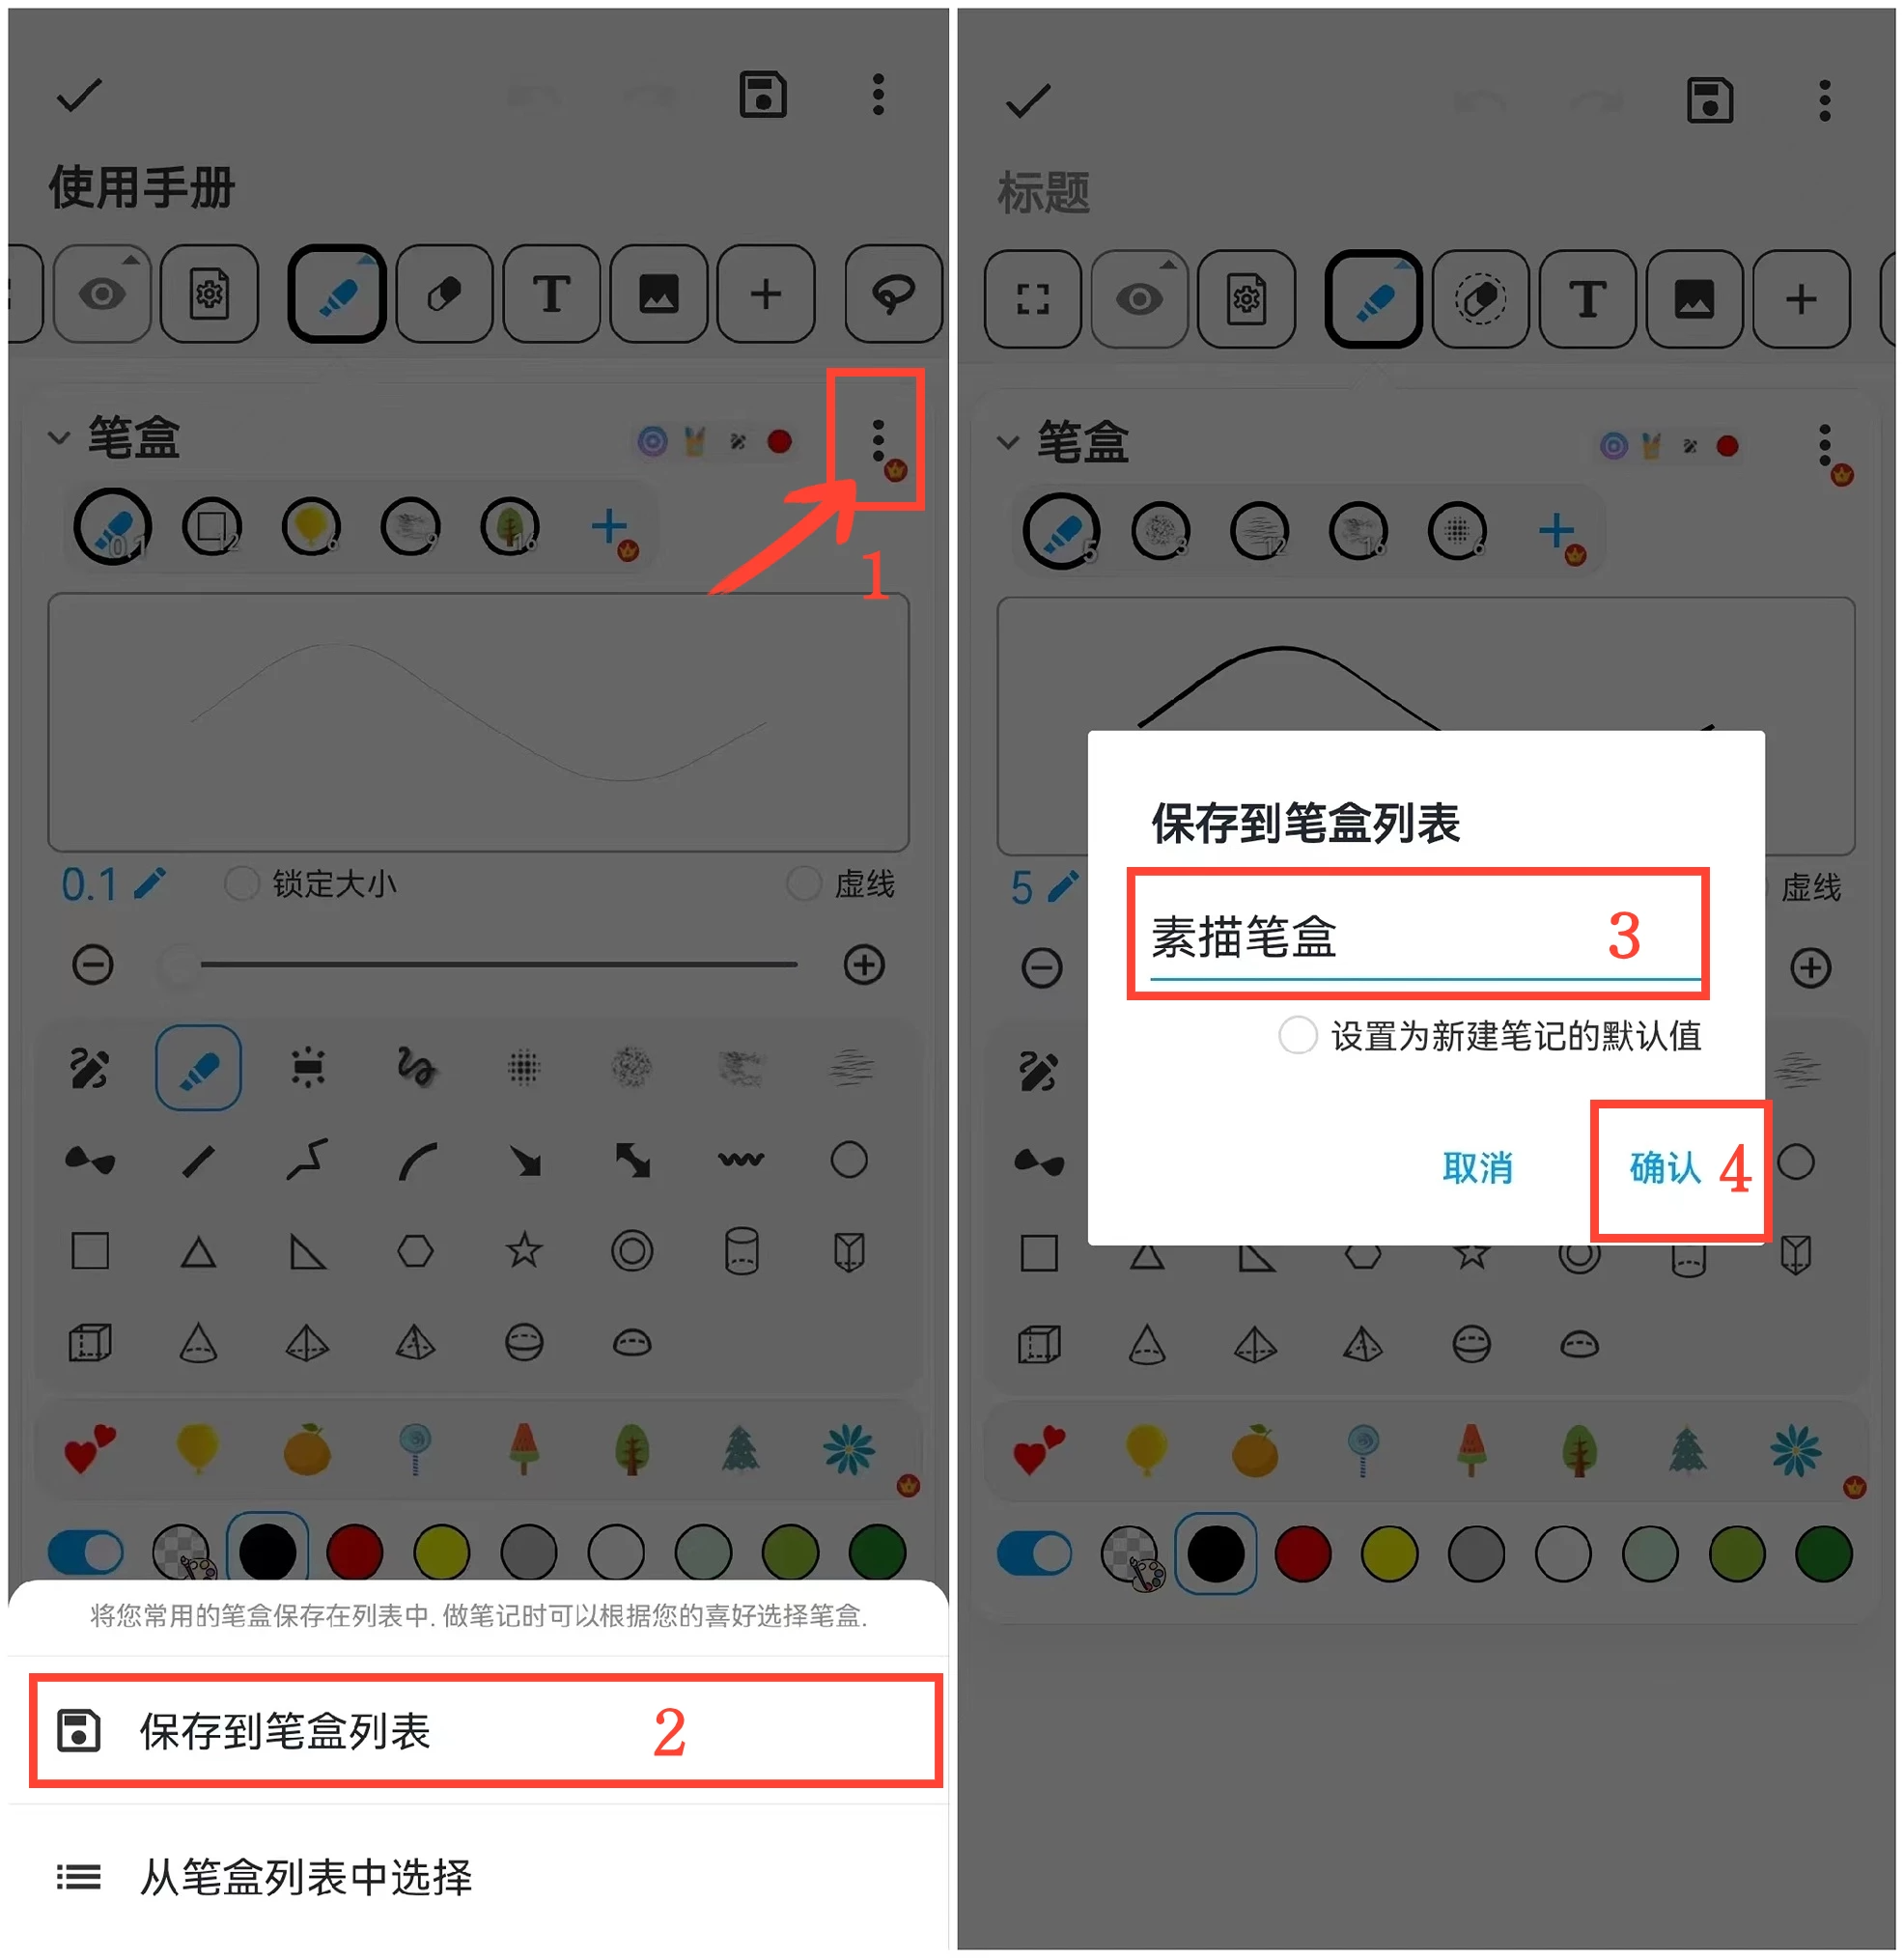 使用手册
T
笔盒
0.1
12
6
9
16
1
0.1
锁定大小
虚线
将您常用的笔盒保存在列表中. 做笔记时可以根据您的喜好选择笔盒.
保存到笔盒列表
2
从笔盒列表中选择
标题
T
笔盒
5
3
12
16
6
5
虚线
保存到笔盒列表
素描笔盒
3
设置为新建笔记的默认值
取消
确认
4